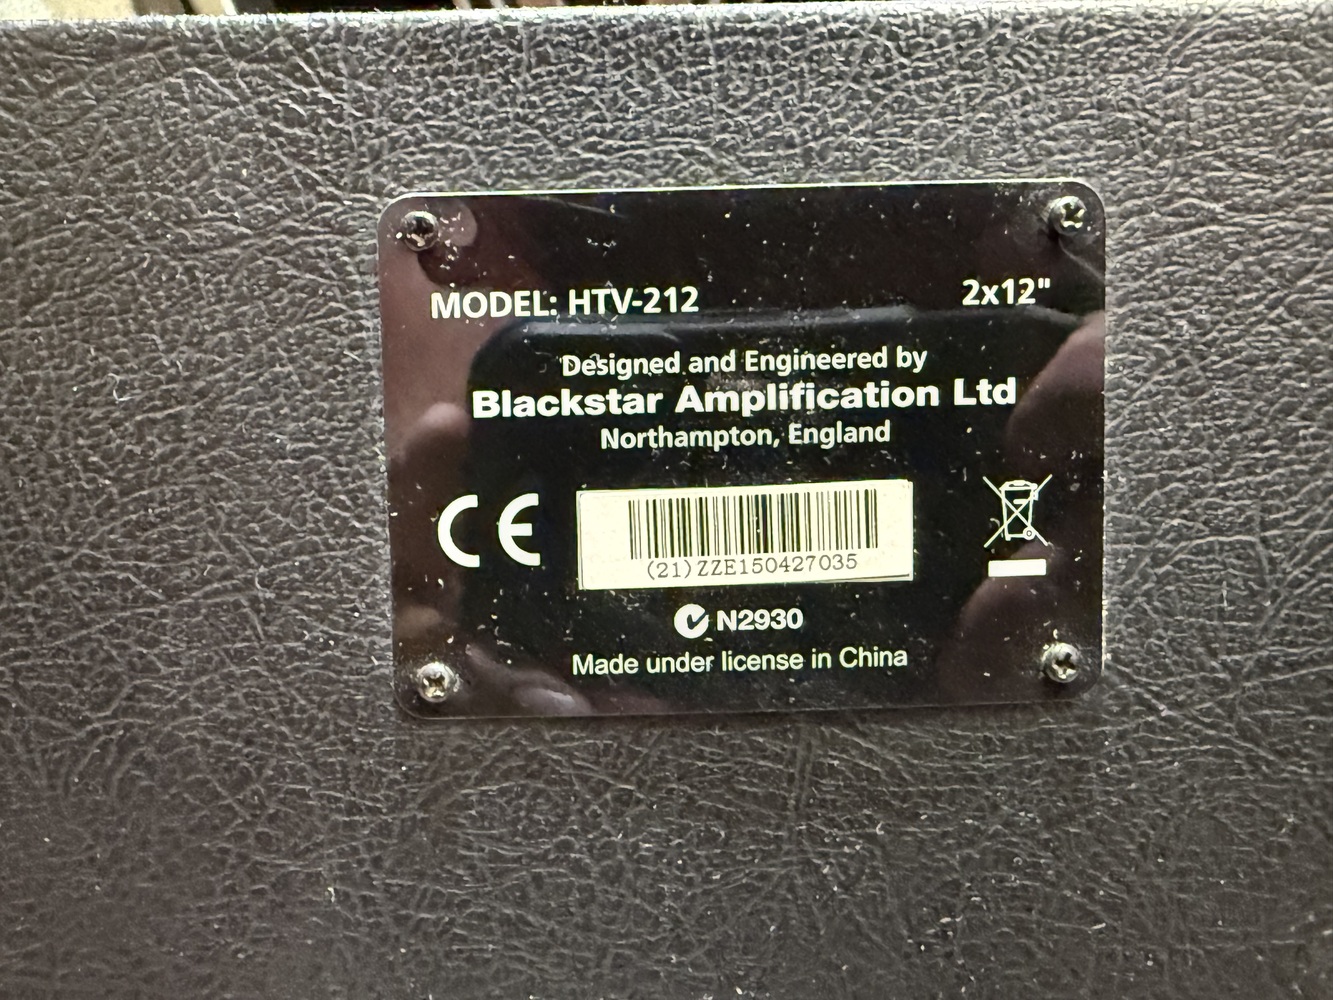 MODEL: HTV-212 2x12"
Designed and Engineered by
Blackstar Amplification Ltd
Northampton, England
CE
(21)ZZE150427035
N2930
Made under license in China